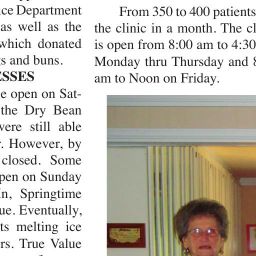 ce Department
as well as the
which donated
s and buns.
ESSES
e open on Sat-
the Dry Bean
were still able
. However, by
closed. Some
pen on Sunday
In, Springtime
ue. Eventually,
ts melting ice
rs. True Value
From 350 to 400 patients
the clinic in a month. The cl
is open from 8:00 am to 4:30
Monday thru Thursday and 8
am to Noon on Friday.